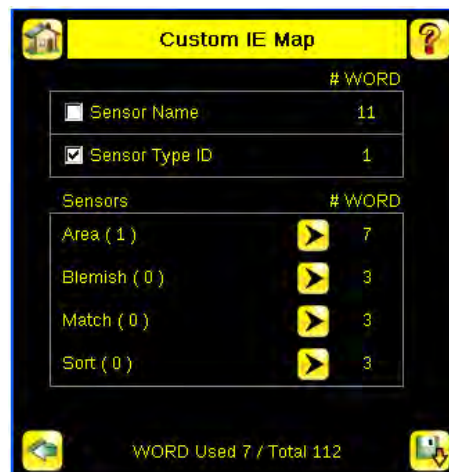 Custom IE Map ?
# WORD
Sensor Name 11
Sensor Type ID 1
Sensors # WORD
Area ( 1 ) 7
Blemish ( 0 ) 3
Match ( 0 ) 3
Sort ( 0 ) 3
WORD Used 7 / Total 112